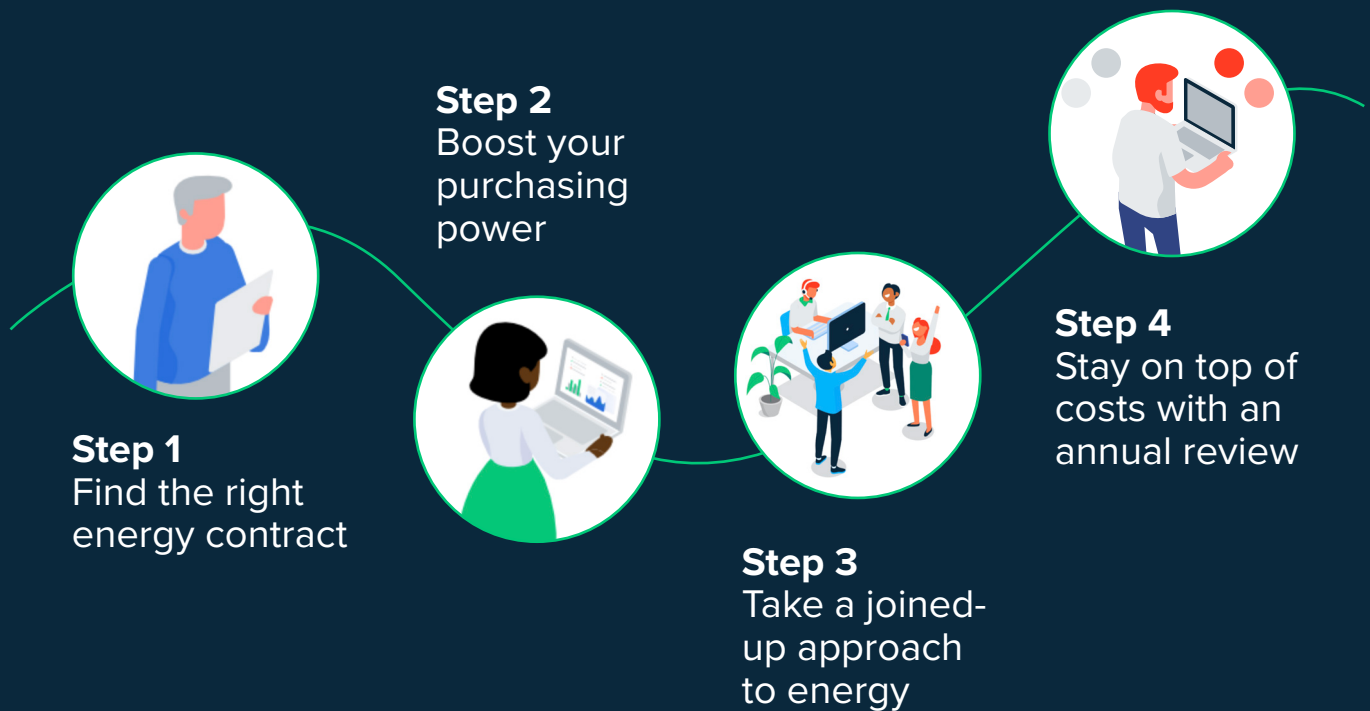 Step 1
Find the right
energy contract
Step 2
Boost your
purchasing
power
Step 3
Take a joined-
up approach
to energy
Step 4
Stay on top of
costs with an
annual review